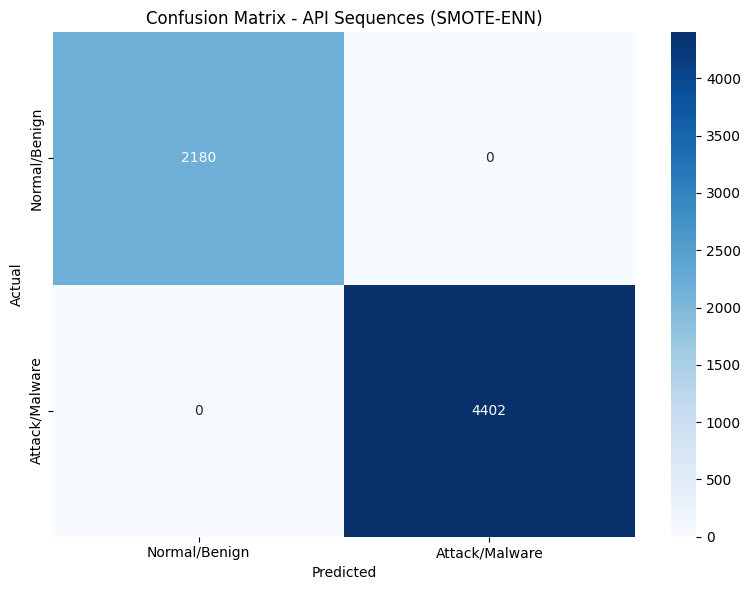 Confusion Matrix - API Sequences (SMOTE-ENN)
Actual
Normal/Benign
2180
0
Attack/Malware
0
4402
Normal/Benign
Attack/Malware
Predicted
4000
3500
3000
2500
2000
1500
1000
500
0